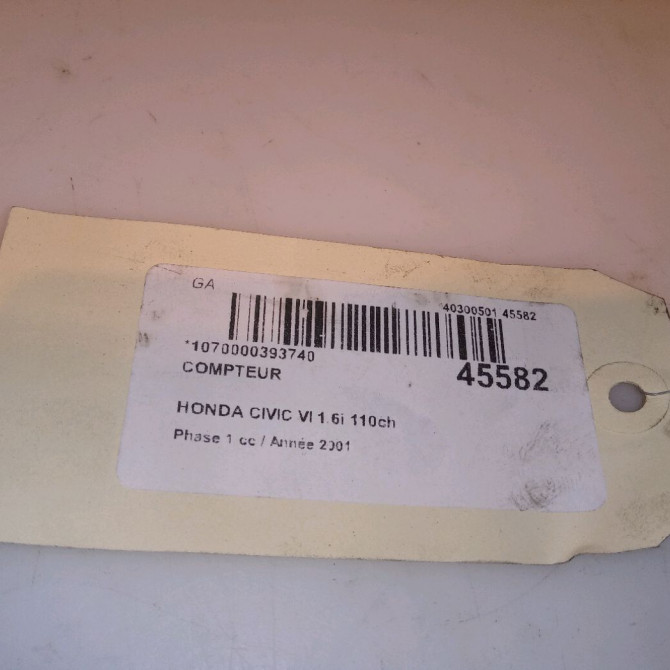 GA
*40300501 45582
*1070000393740
COMPTEUR 45582
HONDA CIVIC VI 1.6i 110ch
Phase 1 cc / Année 2001